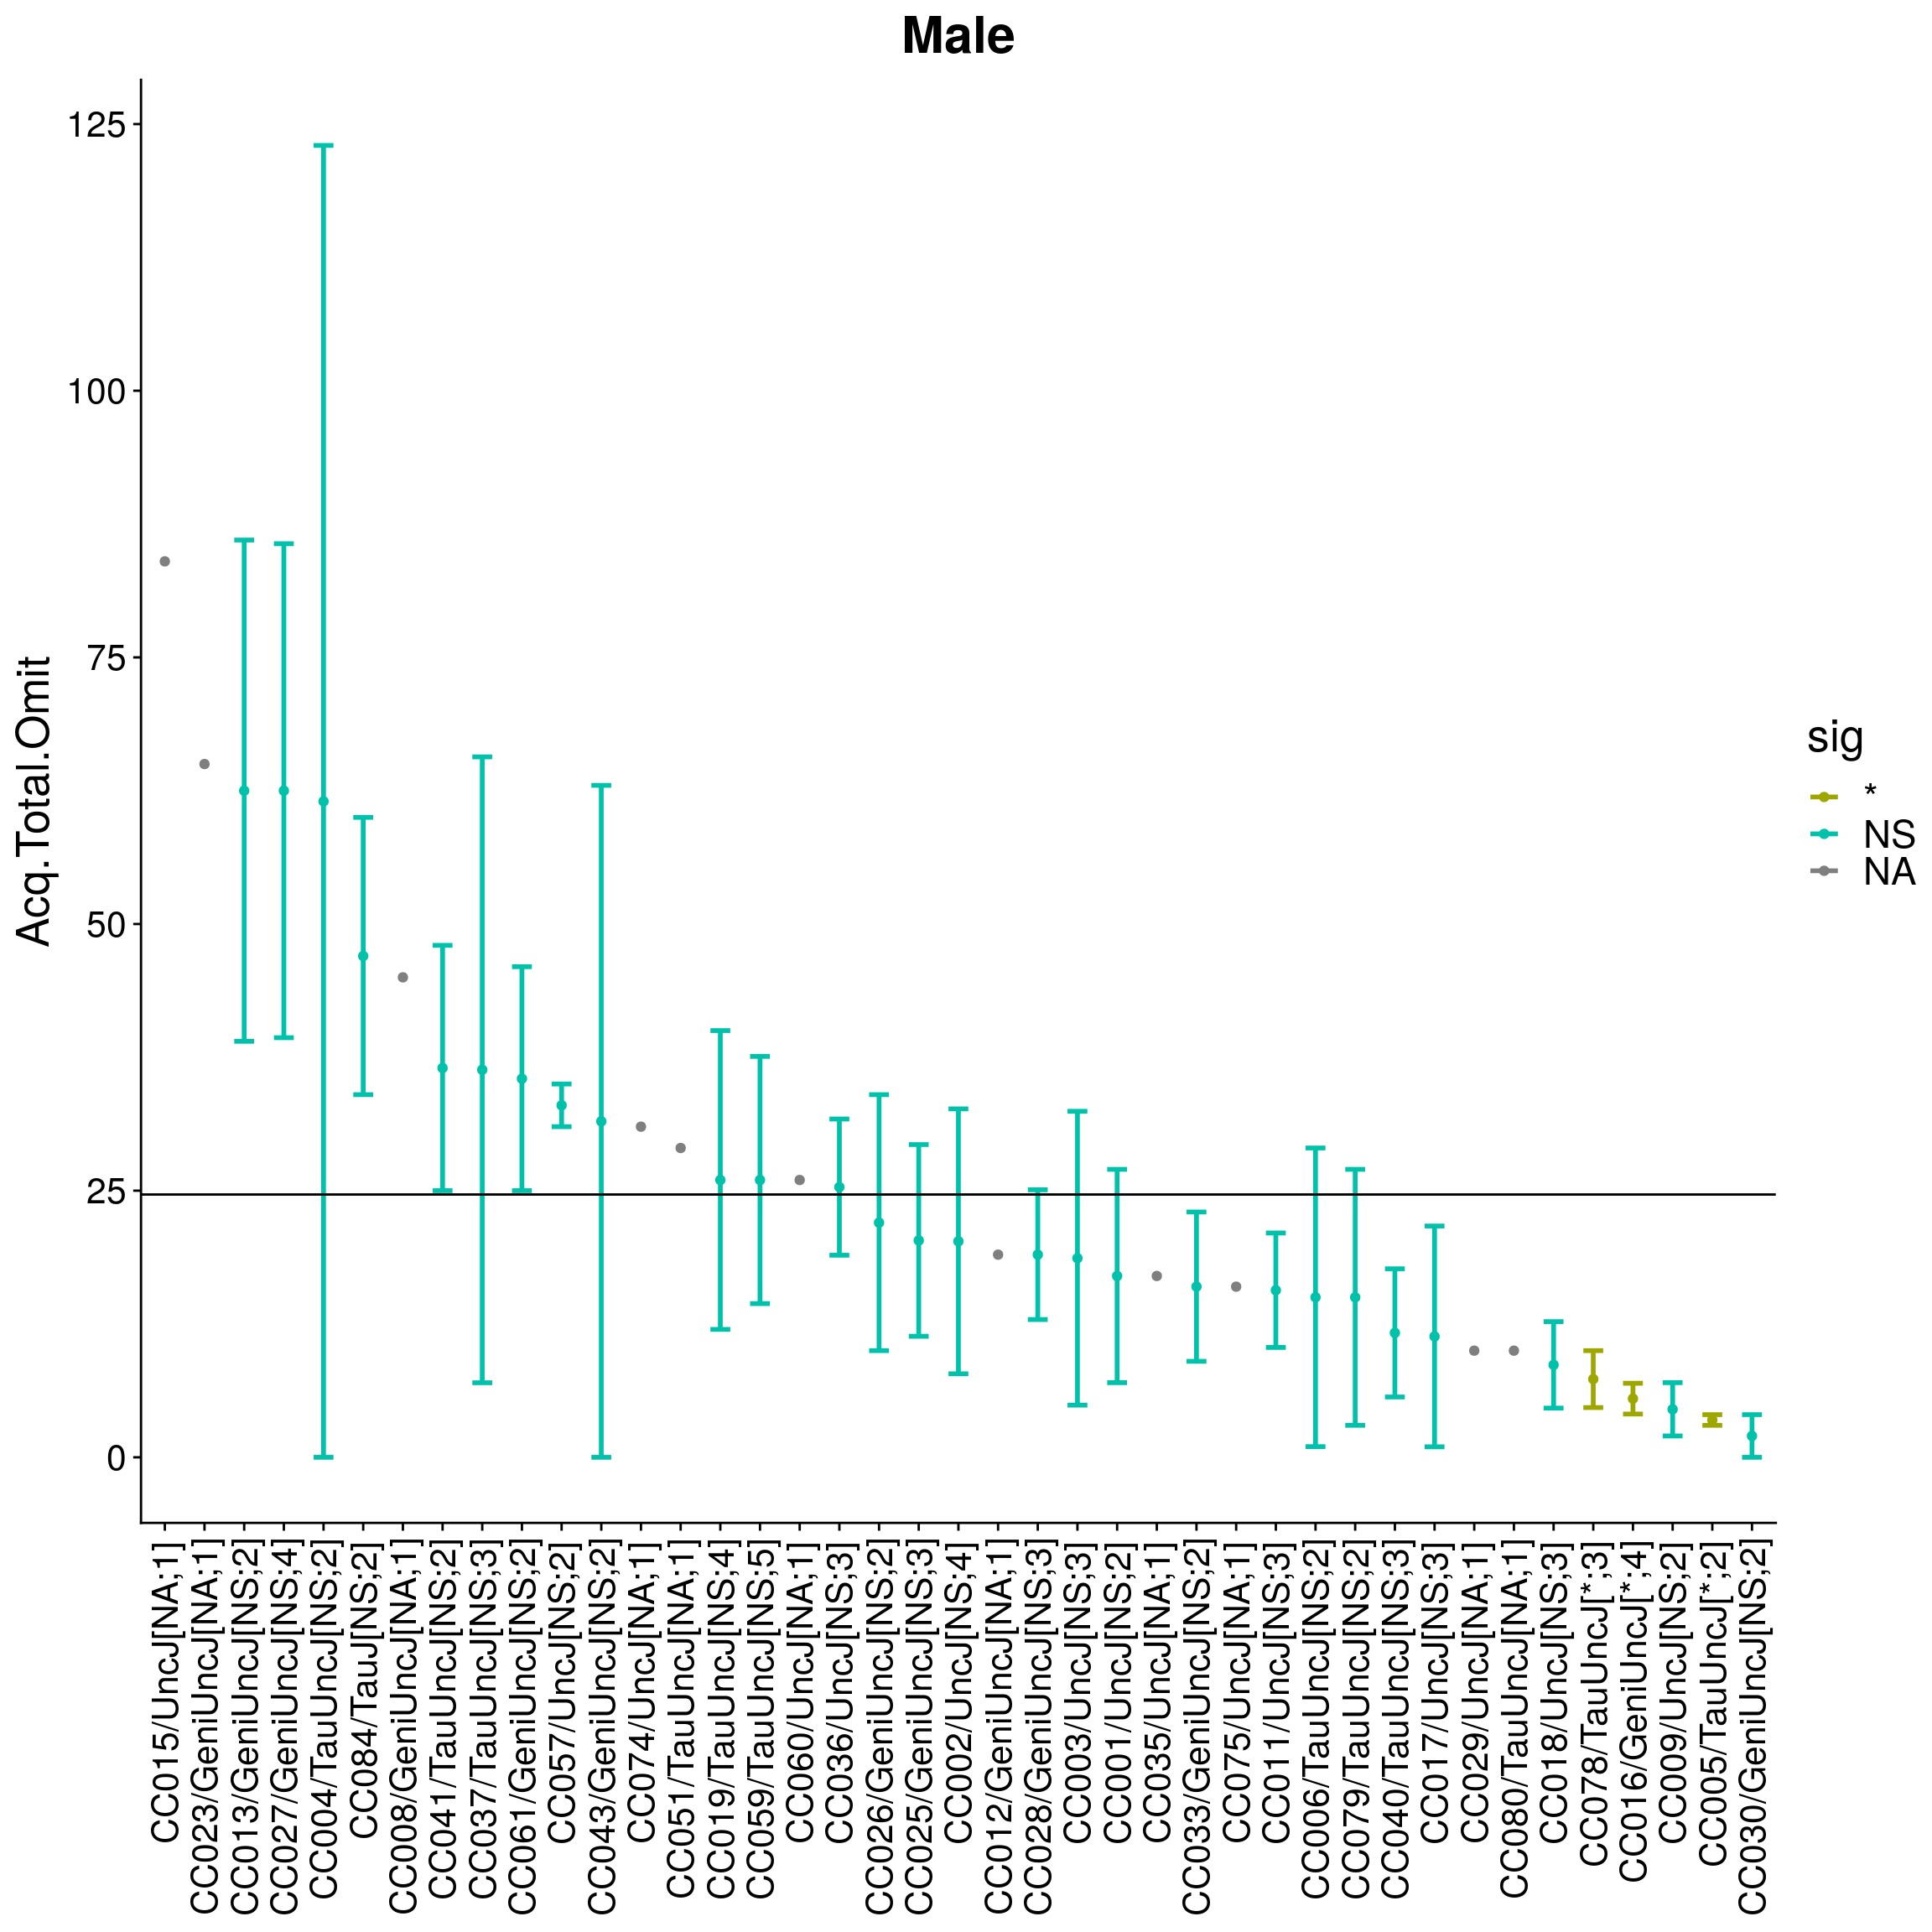 Male
Acq.Total.Omit
125
100
75
50
25
0
CC015/UncJ[NA;1]
CC023/GeniUncJ[NA;1]
CC013/GeniUncJ[NS;2]
CC027/GeniUncJ[NS;4]
CC004/TauUncJ[NS;2]
CC084/TauJ[NS;2]
CC008/GeniUncJ[NA;1]
CC041/TauUncJ[NS;2]
CC037/TauUncJ[NS;3]
CC061/GeniUncJ[NS;2]
CC057/UncJ[NS;2]
CC043/GeniUncJ[NS;2]
CC074/UncJ[NA;1]
CC051/TauUncJ[NA;1]
CC019/TauUncJ[NS;4]
CC059/TauUncJ[NS;5]
CC060/UncJ[NA;1]
CC036/UncJ[NS;3]
CC026/GeniUncJ[NS;2]
CC025/GeniUncJ[NS;3]
CC002/UncJ[NS;4]
CC012/GeniUncJ[NA;1]
CC028/GeniUncJ[NS;3]
CC003/UncJ[NS;3]
CC001/UncJ[NS;2]
CC035/UncJ[NA;1]
CC033/GeniUncJ[NS;2]
CC075/UncJ[NA;1]
CC011/UncJ[NS;3]
CC006/TauUncJ[NS;2]
CC079/TauUncJ[NS;2]
CC040/TauUncJ[NS;3]
CC017/UncJ[NS;3]
CC029/UncJ[NA;1]
CC080/TauUncJ[NA;1]
CC018/UncJ[NS;3]
CC078/TauUncJ[*;3]
CC016/GeniUncJ[*;4]
CC009/UncJ[NS;2]
CC005/TauUncJ[*;2]
CC030/GeniUncJ[NS;2]
sig
*
NS
NA